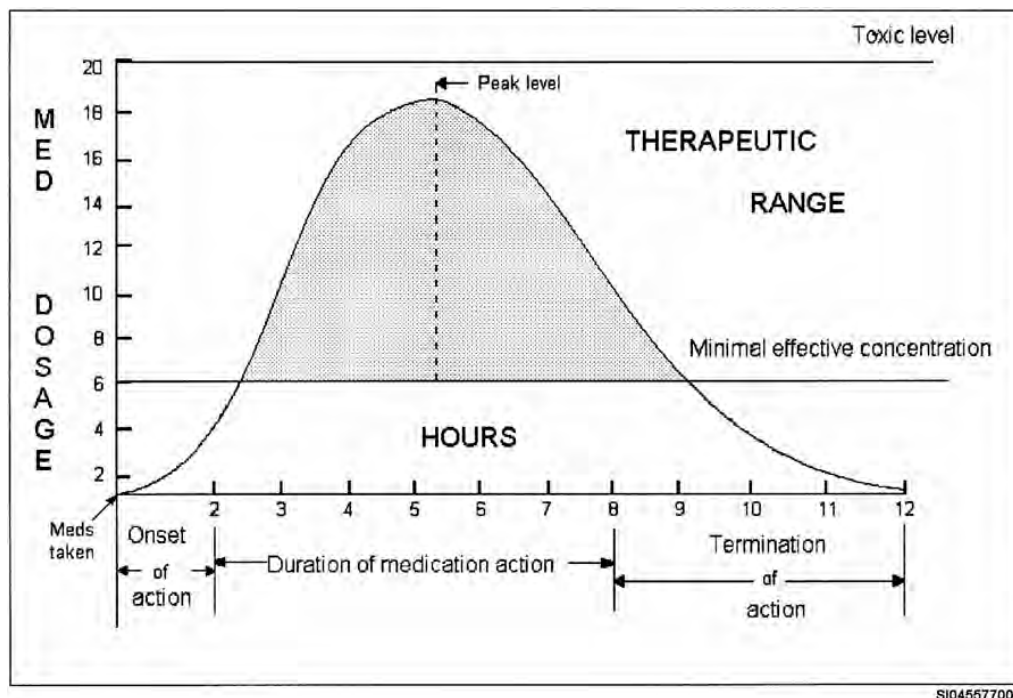 Toxic level
20
Peak level
M
E
D
18
THERAPEUTIC
16
RANGE
14
12
D
O
S
A
G
E
10
8
Minimal effective concentration
6
4
HOURS
2
2 3 4 5 6 7 8 9 10 11 12
Meds
taken
Onset
of
action
Duration of medication action
Termination
of
action
SI04557700